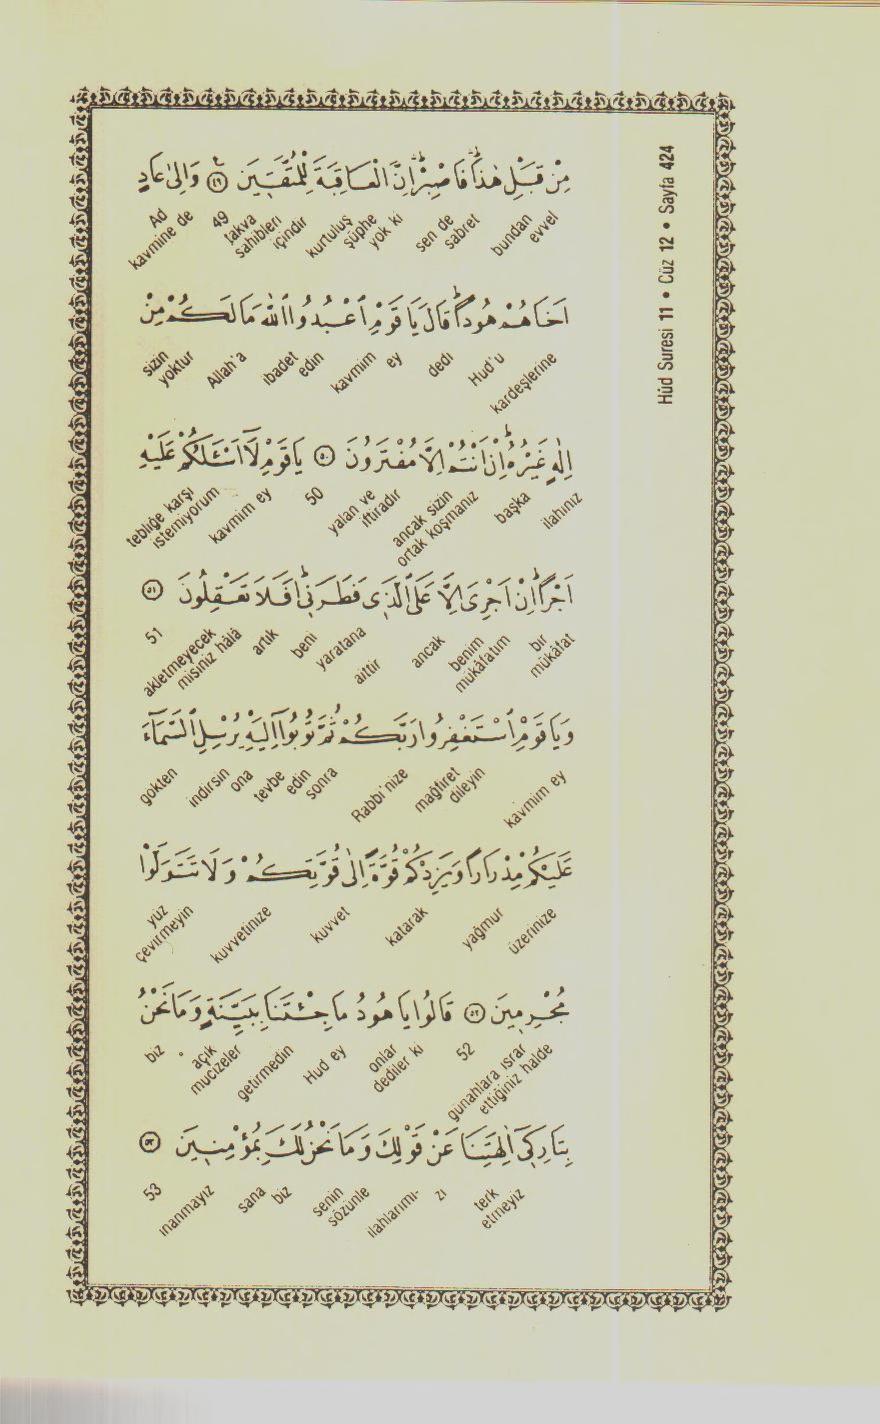 Hûd Suresi 11 • Cüz 12 • Sayfa 424
مِنْ قَبْلِ هٰذَاۜ فَاصْبِرْۜ اِنَّ الْعَاقِبَةَ لِلْمُتَّقٖينَ ﴿٤٩﴾ وَاِلٰى عَادٍ
bundan evvel sen de sabret şüphe yok ki kurtuluş takva sahibleri içindir 49 Ad kavmine de
اَخَاهُمْ هُوداًۜ قَالَ يَا قَوْمِ اعْبُدُوا اللّٰهَ مَا لَكُمْ مِنْ
kardeşlerine Hud'u dedi ey kavmim ibadet edin Allah'a sizin yoktur
اِلٰهٍ غَيْرُهُۜ اِنْ اَنْتُمْ اِلَّا مُفْتَرُونَ ﴿٥٠﴾ يَا قَوْمِ لَٓا اَسْـَٔلُكُمْ عَلَيْهِ
ilahınız başka ancak sizin ortak koşmanız yalan ve iftiradır 50 kavmim ey tebliğe karşı istemiyorum
اَجْراًۜ اِنْ اَجْرِىَ اِلَّا عَلَى الَّذٖى فَطَرَنٖىۜ اَفَلَا تَعْقِلُونَ ﴿٥١﴾
bir mükâfat benim mükâfatım ancak aittir yaratana beni artık akletmeyecek misiniz hâlâ 51
وَيَا قَوْمِ اسْتَغْفِرُوا رَبَّكُمْ ثُمَّ تُوبُٓوا اِلَيْهِ يُرْسِلِ السَّمَٓاءَ
kavmim ey mağfiret dileyin Rabbi'nize sonra tevbe edin ona indirsin gökten
عَلَيْكُمْ مِدْرَاراً وَيَزِدْكُمْ قُوَّةً اِلٰى قُوَّتِكُمْ وَلَا تَتَوَلَّوْا
üzerinize yağmur katarak kuvvet kuvvetinize yüz çevirmeyin
مُجْرِمٖينَ ﴿٥٢﴾ قَالُوا يَا هُودُ مَا جِئْتَنَا بِبَيِّنَةٍ وَمَا نَحْنُ
günahlara ısrar ettiğiniz halde 52 onlar dediler ki Hud ey getirmedin açık mucizeler biz
بِتَارِكٖٓى اٰلِهَتِنَا عَنْ قَوْلِكَ وَمَا نَحْنُ لَكَ بِمُؤْمِنٖينَ ﴿٥٣﴾
terk etmeyiz zı ilahlarımı- senin sözünle biz sana inanmayız 53